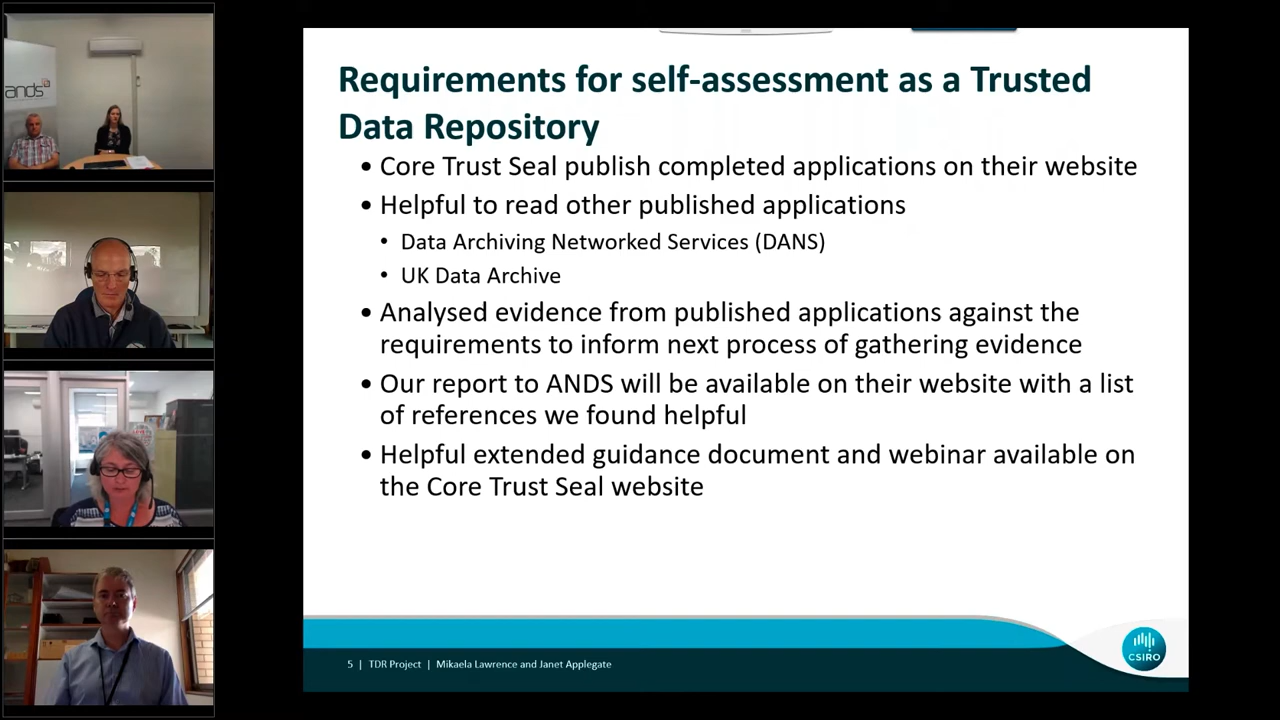 ands
Requirements for self-assessment as a Trusted
Data Repository
• Core Trust Seal publish completed applications on their website
• Helpful to read other published applications
• Data Archiving Networked Services (DANS)
• UK Data Archive
• Analysed evidence from published applications against the
requirements to inform next process of gathering evidence
• Our report to ANDS will be available on their website with a list
of references we found helpful
• Helpful extended guidance document and webinar available on
the Core Trust Seal website
5 | TDR Project | Mikaela Lawrence and Janet Applegate
CSIRO